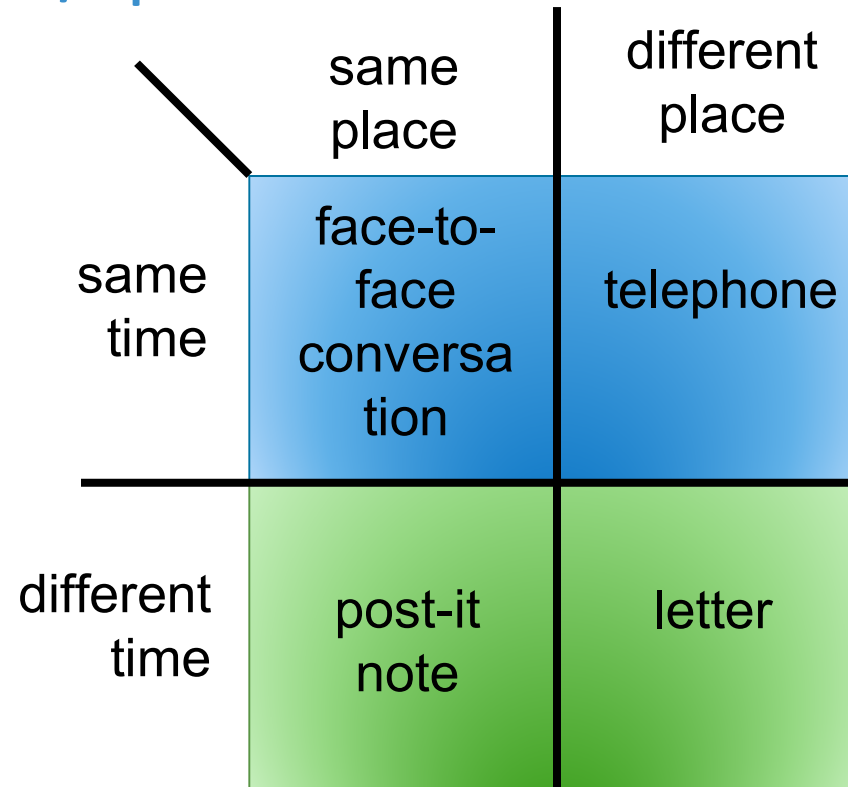 same
place
different
place
same
time
face-to-
face
conversa
tion
telephone
different
time
post-it
note
letter